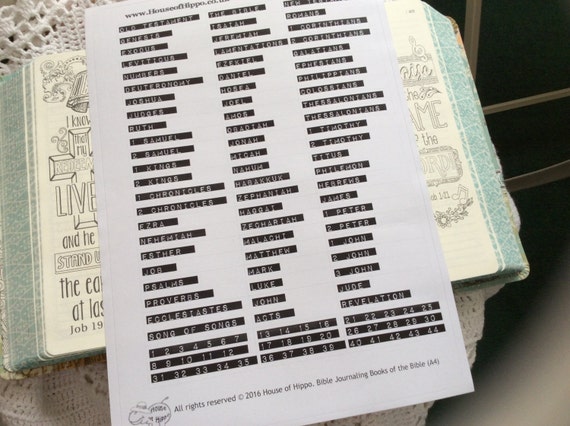 www.HouseofHippo.co.uk
OLD TESTAMENT
GENESIS
EXODUS
LEVITICUS
NUMBERS
DEUTERONOMY
JOSHUA
JUDGES
RUTH
1 SAMUEL
2 SAMUEL
1 KINGS
2 KINGS
1 CHRONICLES
2 CHRONICLES
EZRA
NEHEMIAH
ESTHER
JOB
PSALMS
PROVERBS
ECCLESIASTES
SONG OF SONGS
1 2 3 4 5 6 7
8 9 10 11 12
31 32 33 34 35
THE BIBLE
ISAIAH
JEREMIAH
LAMENTATIONS
EZEKIEL
DANIEL
HOSEA
JOEL
AMOS
OBADIAH
JONAH
MICAH
NAHUM
HABAKKUK
ZEPHANIAH
HAGGAI
ZECHARIAH
MALACHI
MATTHEW
MARK
LUKE
JOHN
ACTS
13 14 15 16
17 18 19 20
36 37 38 39
NEW
ROMANS
1 CORINTHIANS
2 CORINTHIANS
GALATIANS
EPHESIANS
PHILIPPIANS
COLOSSIANS
THESSALONIANS
THESSALONIANS
1 TIMOTHY
2 TIMOTHY
TITUS
PHILEMON
HEBREWS
JAMES
1 PETER
2 PETER
1 JOHN
2 JOHN
3 JOHN
JUDE
REVELATION
21 22 23 24 25
26 27 28 29 30
40 41 42 43 44
House of Hippo
All rights reserved © 2016 House of Hippo. Bible Journaling Books of the Bible (A4)
I know
LIVE
and he
STAND U
the ea
at las
Job 19
AME
the